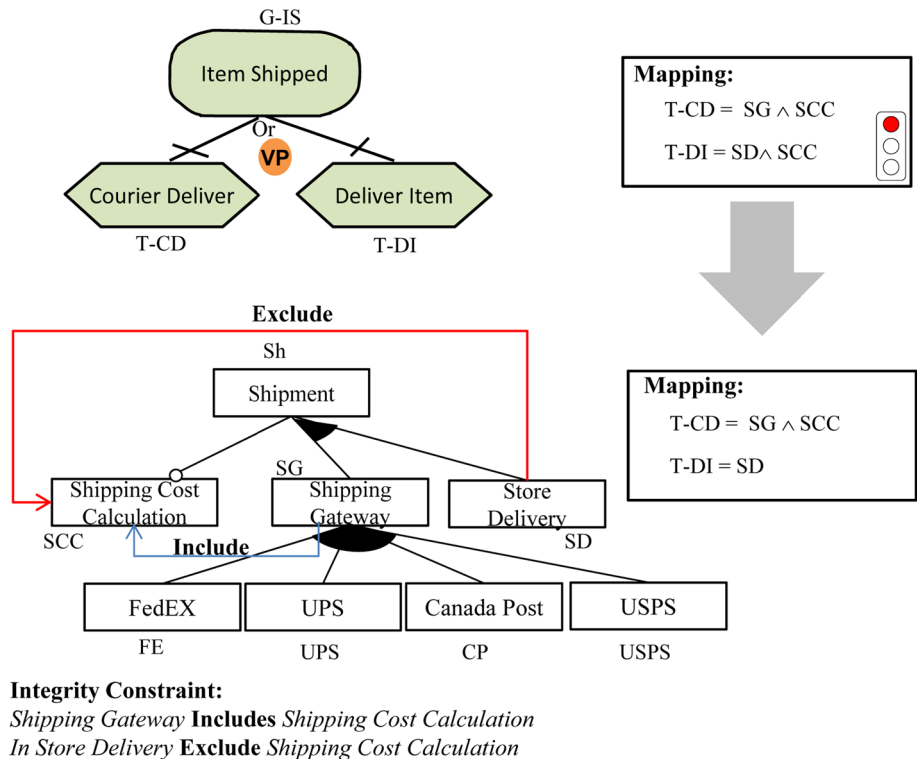 G-IS
Item Shipped
Or
VP
Courier Deliver
Deliver Item
T-CD
T-DI
Mapping:
T-CD = SG ∧ SCC
T-DI = SD∧ SCC
Exclude
Sh
Shipment
SG
Shipping Cost
Calculation
Shipping
Gateway
Store
Delivery
SCC
Include
SD
FedEX
UPS
Canada Post
USPS
FE
UPS
CP
USPS
Mapping:
T-CD = SG ∧ SCC
T-DI = SD
Integrity Constraint:
Shipping Gateway Includes Shipping Cost Calculation
In Store Delivery Exclude Shipping Cost Calculation